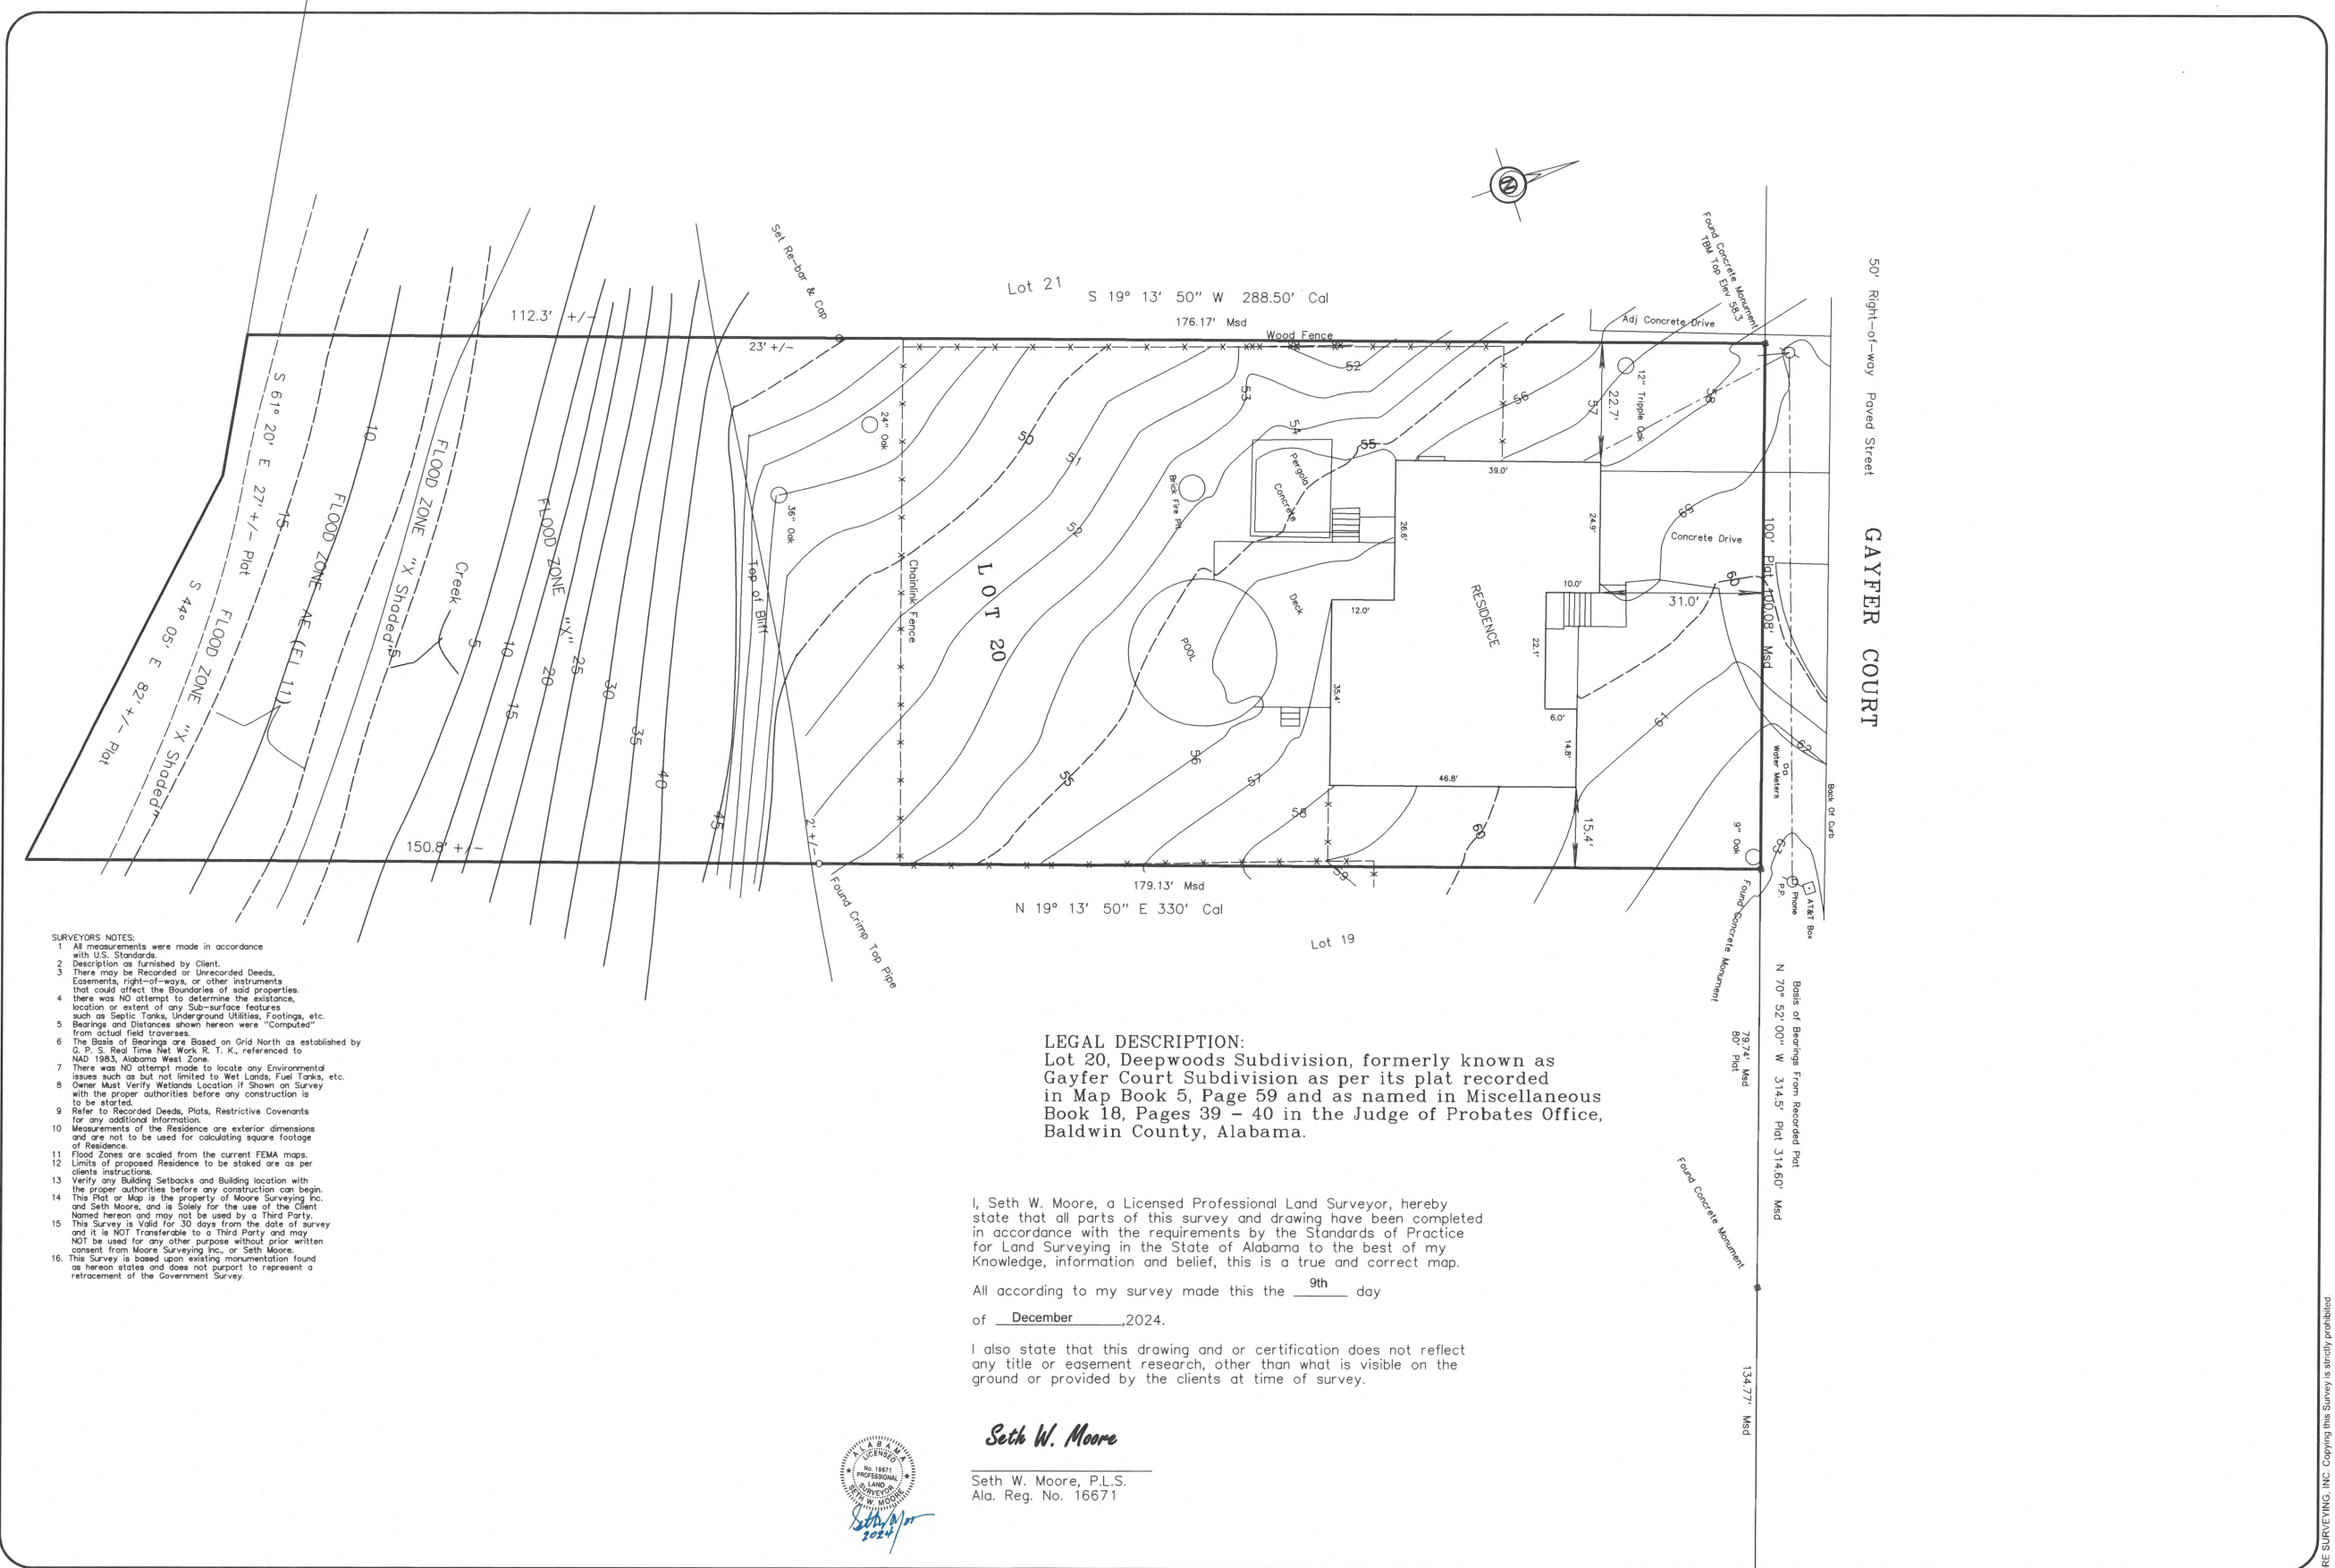 Found Concrete Monument
TBM Top Elev 58.3
50' Right-of-way Paved Street
GAYFER COURT
Set Re-bar & Cap
Lot 21
S 19° 13' 50" W 288.50' Cal
176.17' Msd
112.3' +/-
23' +/-
Wood Fence
Adj Concrete Drive
N
12" Tripple Oak
22.7'
24" Oak
36" Oak
Brick Fire Pit
Pergola
Concrete
39.0'
26.6'
24.9'
Concrete Drive
10.0'
31.0'
100' Plat 100.08' Msd
RESIDENCE
12.0'
22.1'
6.0'
14.8'
35.4'
46.8'
15.4'
Deck
POOL
LOT 20
Chainlink Fence
Top of Bliff
S 61° 20' E 27' +/- Plat
S 44° 05' E 82' +/- Plat
FLOOD ZONE "X Shaded"
FLOOD ZONE AE (El 11)
FLOOD ZONE "X Shaded"
FLOOD ZONE "X"
Creek
10
15
5
5
10
15
20
25
30
35
40
45
50
51
52
52
53
54
55
55
56
56
57
57
58
58
59
59
60
60
61
62
63
150.8' +/-
2' +/-
Found Crimp Top Pipe
179.13' Msd
N 19° 13' 50" E 330' Cal
Lot 19
Water Meters
Back Of Curb
9" Oak
P.P.
Phone
AT&T Box
Found Concrete Monument
79.74' Msd
80' Plat
Basis of Bearings From Recorded Plat
N 70° 52' 00" W 314.5' Plat 314.60' Msd
Found Concrete Monument
134.77' Msd
SURVEYORS NOTES:
1 All measurements were made in accordance
with U.S. Standards.
2 Description as furnished by Client.
3 There may be Recorded or Unrecorded Deeds,
Easements, right-of-ways, or other instruments
that could affect the Boundaries of said properties.
4 there was NO attempt to determine the existance,
location or extent of any Sub-surface features
such as Septic Tanks, Underground Utilities, Footings, etc.
5 Bearings and Distances shown hereon were "Computed"
from actual field traverses.
6 The Basis of Bearings are Based on Grid North as established by
G. P. S. Real Time Net Work R. T. K., referenced to
NAD 1983, Alabama West Zone.
7 There was NO attempt made to locate any Environmental
issues such as but not limited to Wet Lands, Fuel Tanks, etc.
8 Owner Must Verify Wetlands Location if Shown on Survey
with the proper authorities before any construction is
to be started.
9 Refer to Recorded Deeds, Plats, Restrictive Covenants
for any additional Information.
10 Measurements of the Residence are exterior dimensions
and are not to be used for calculating square footage
of Residence.
11 Flood Zones are scaled from the current FEMA maps.
12 Limits of proposed Residence to be staked are as per
clients instructions.
13 Verify any Building Setbacks and Building location with
the proper authorities before any construction can begin.
14 This Plat or Map is the property of Moore Surveying Inc.
and Seth Moore, and is Solely for the use of the Client
Named hereon and may not be used by a Third Party.
15 This Survey is Valid for 30 days from the date of survey
and it is NOT Transferable to a Third Party and may
NOT be used for any other purpose without prior written
consent from Moore Surveying Inc., or Seth Moore.
16. This Survey is based upon existing monumentation found
as hereon states and does not purport to represent a
retracement of the Government Survey.
LEGAL DESCRIPTION:
Lot 20, Deepwoods Subdivision, formerly known as
Gayfer Court Subdivision as per its plat recorded
in Map Book 5, Page 59 and as named in Miscellaneous
Book 18, Pages 39 - 40 in the Judge of Probates Office,
Baldwin County, Alabama.
I, Seth W. Moore, a Licensed Professional Land Surveyor, hereby
state that all parts of this survey and drawing have been completed
in accordance with the requirements by the Standards of Practice
for Land Surveying in the State of Alabama to the best of my
Knowledge, information and belief, this is a true and correct map.
All according to my survey made this the 9th day
of December ,2024.
I also state that this drawing and or certification does not reflect
any title or easement research, other than what is visible on the
ground or provided by the clients at time of survey.
Seth W. Moore
Seth W. Moore, P.L.S.
Ala. Reg. No. 16671
ALABAMA
LICENSED
No. 16671
PROFESSIONAL
LAND
SURVEYOR
SETH W. MOORE
2024
RE SURVEYING, INC. Copying this Survey is strictly prohibited.